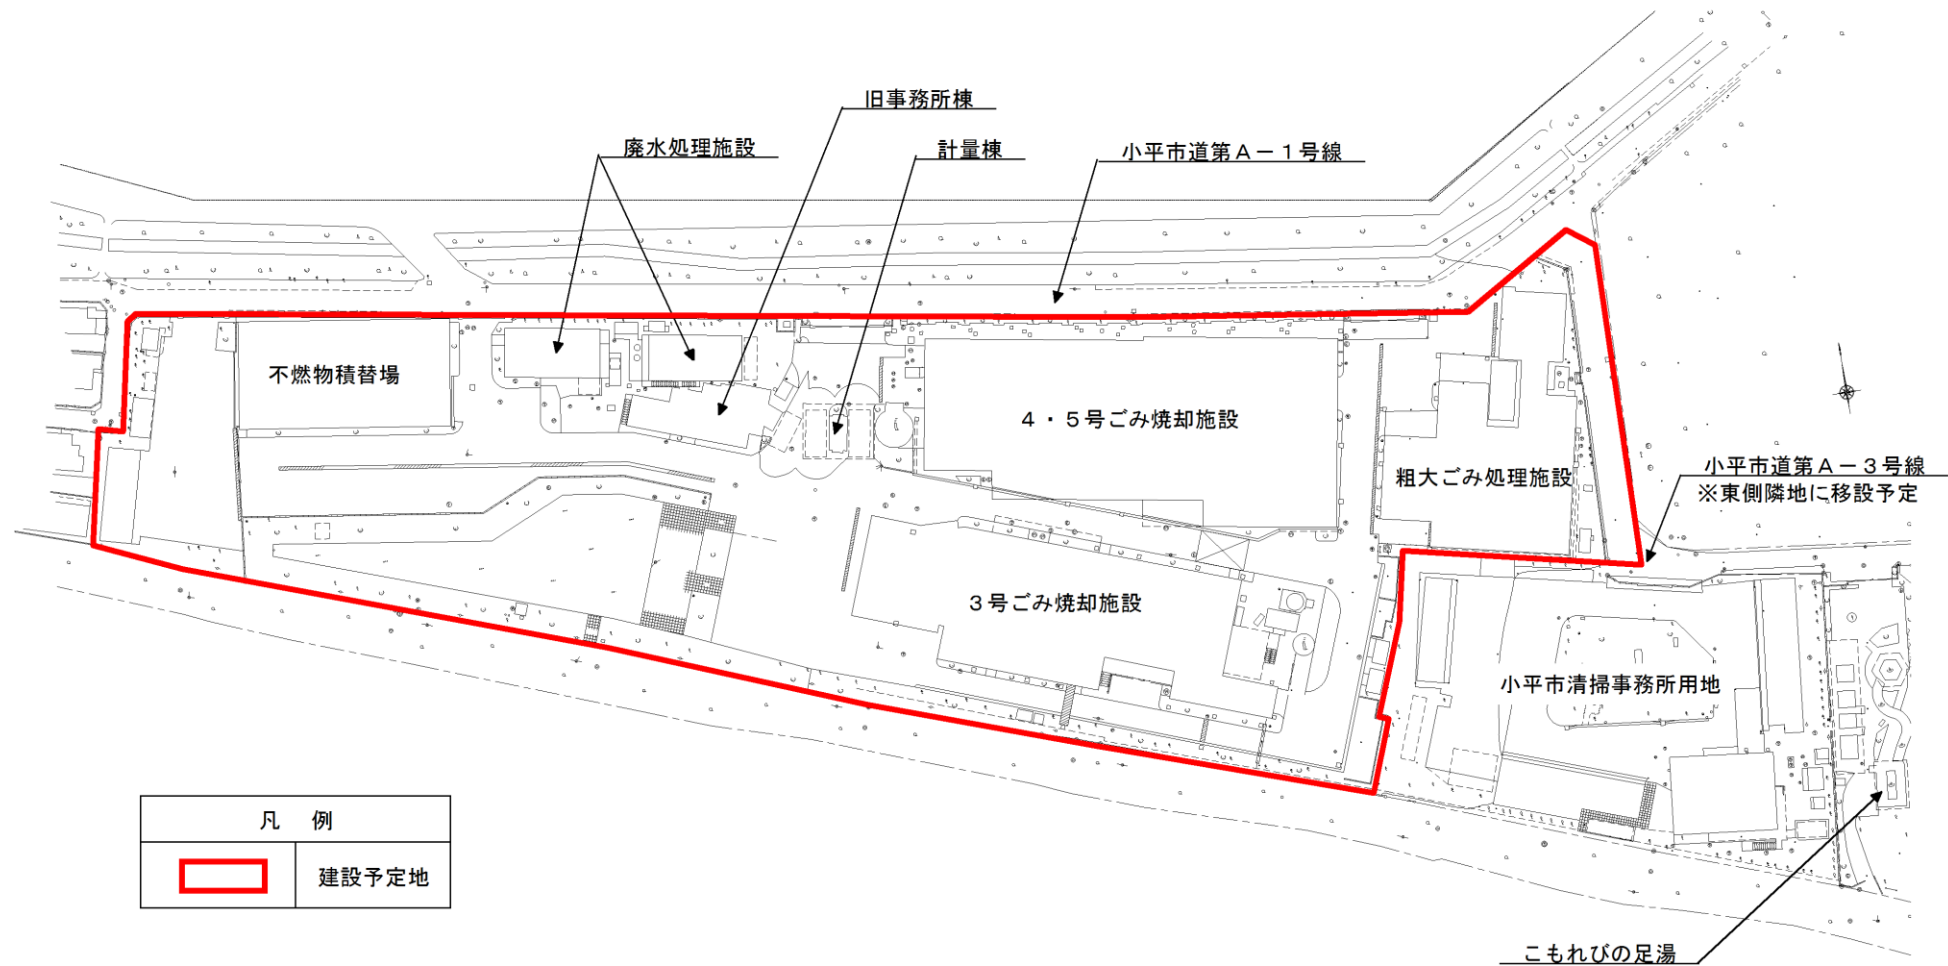 旧事務所棟
廃水処理施設
計量棟
小平市道第A-1号線
不燃物積替場
4・5号ごみ焼却施設
粗大ごみ処理施設
小平市道第A-3号線
※東側隣地に移設予定
3号ごみ焼却施設
小平市清掃事務所用地
凡 例
建設予定地
こもれびの足湯